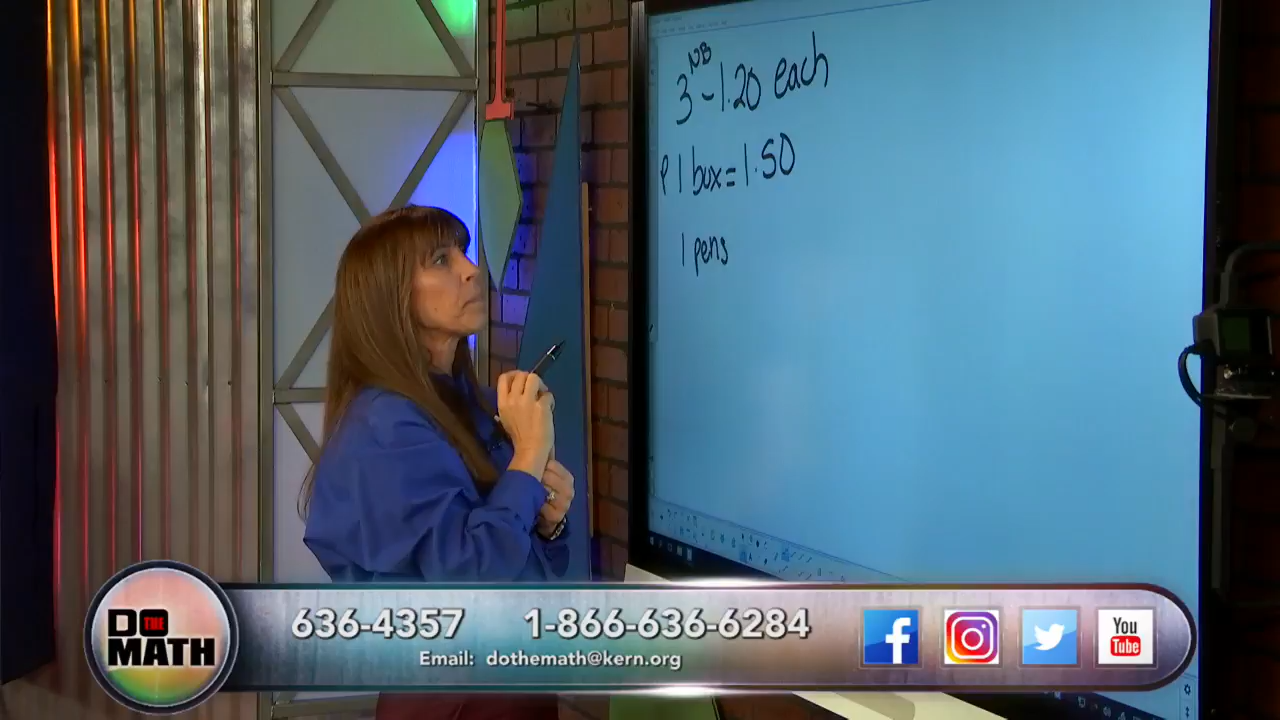 3 NB - 1.20 each
P 1 box = 1.50
1 pens
DO THE MATH
636-4357 1-866-636-6284
Email: dothemath@kern.org
f
You Tube